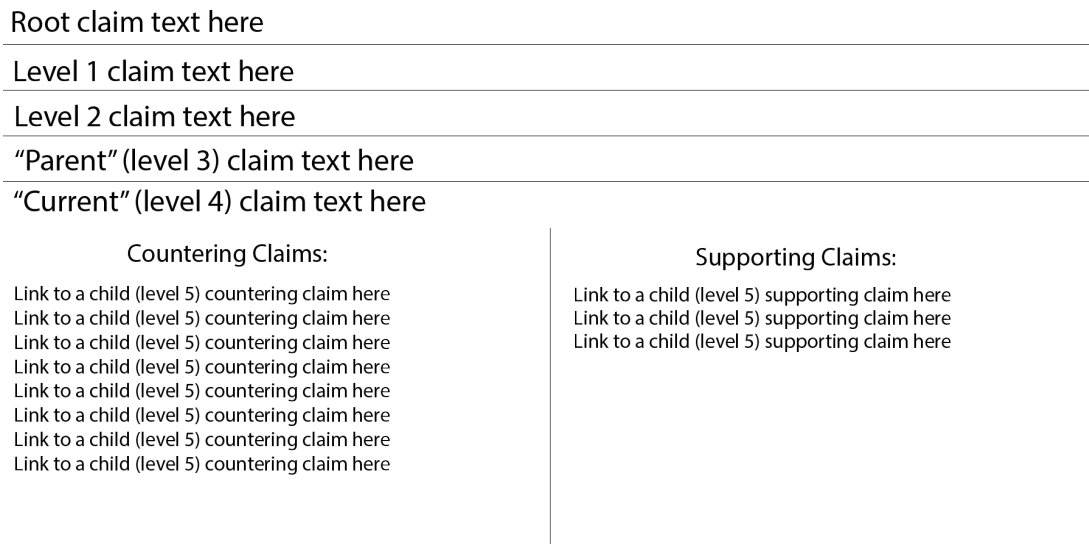 Root claim text here
Level 1 claim text here
Level 2 claim text here
“Parent” (level 3) claim text here
“Current” (level 4) claim text here
Countering Claims:
Link to a child (level 5) countering claim here
Link to a child (level 5) countering claim here
Link to a child (level 5) countering claim here
Link to a child (level 5) countering claim here
Link to a child (level 5) countering claim here
Link to a child (level 5) countering claim here
Link to a child (level 5) countering claim here
Link to a child (level 5) countering claim here
Supporting Claims:
Link to a child (level 5) supporting claim here
Link to a child (level 5) supporting claim here
Link to a child (level 5) supporting claim here